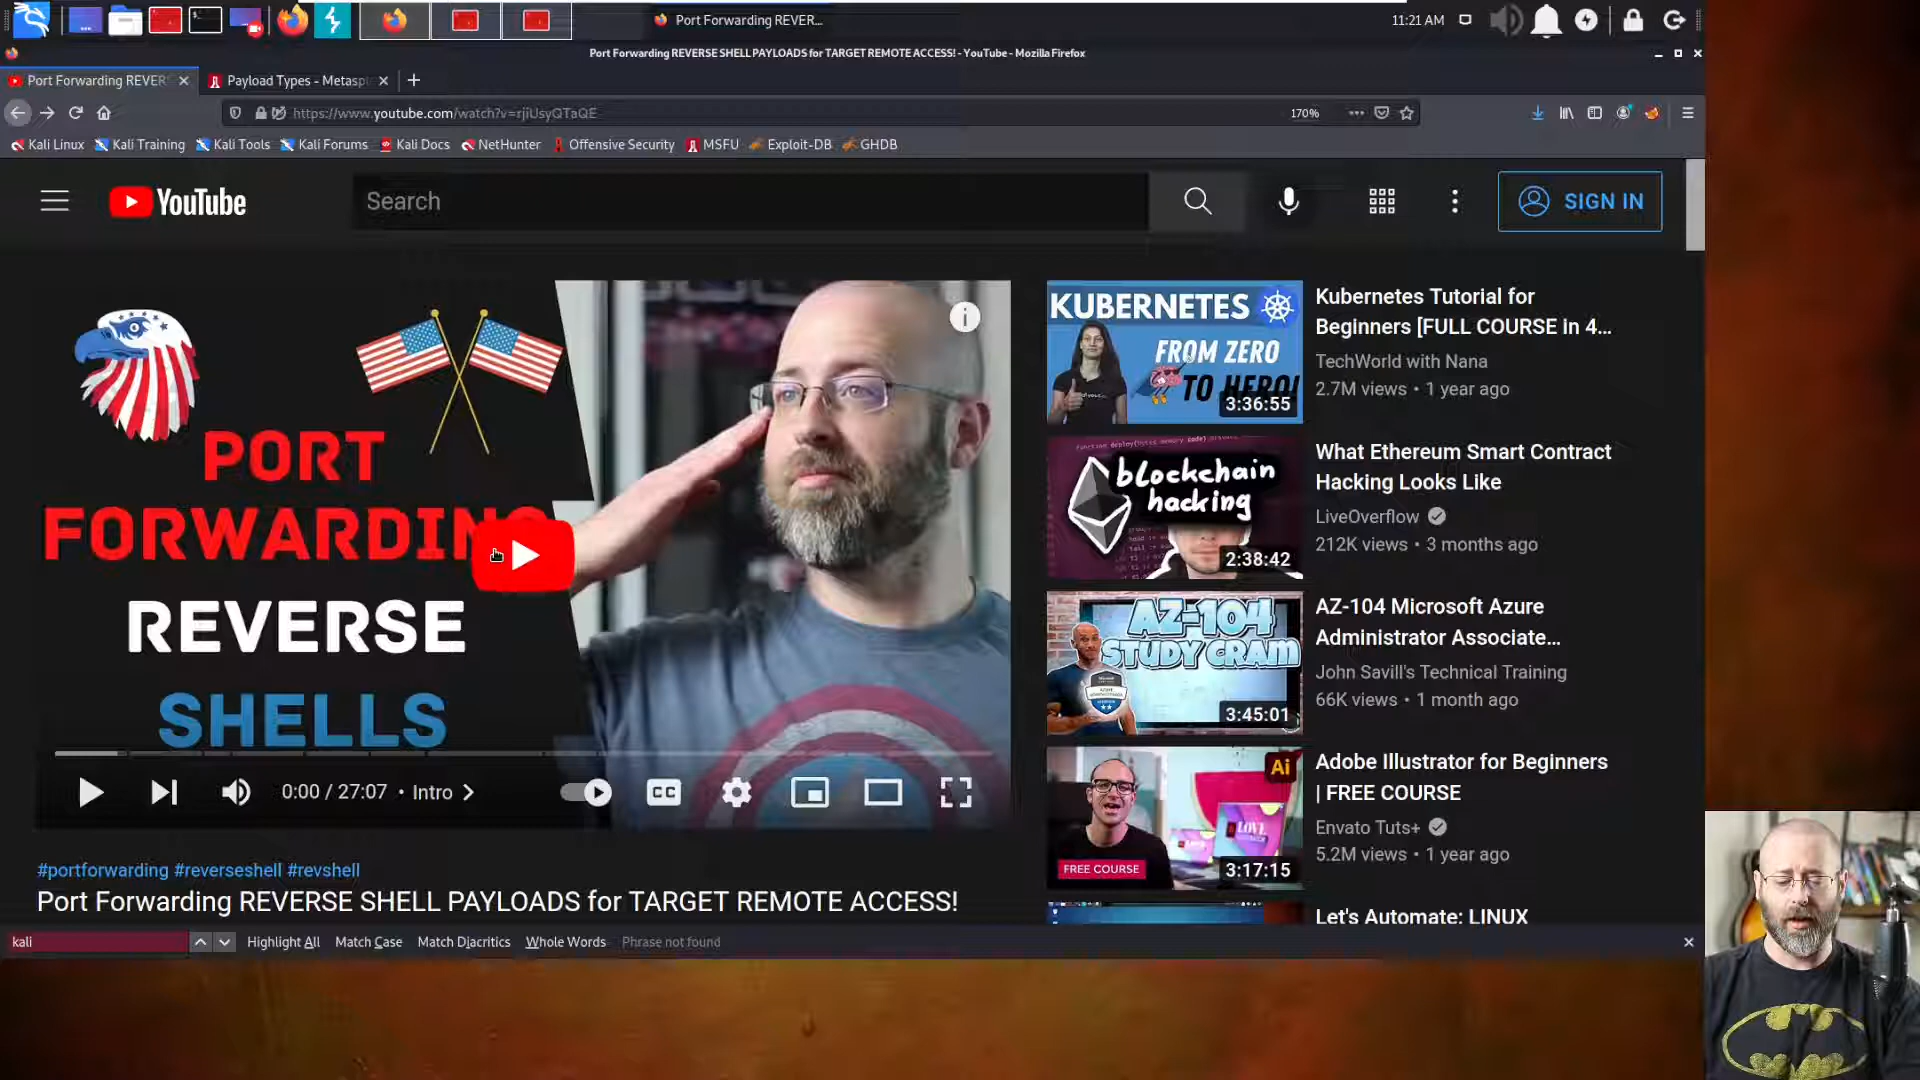 Port Forwarding REVER...
11:21 AM
Port Forwarding REVERSE SHELL PAYLOADS for TARGET REMOTE ACCESS! - YouTube - Mozilla Firefox
Port Forwarding REVER
Payload Types - Metasp
https://www.youtube.com/watch?v=rjiUsyQTaQE
170%
Kali Linux
Kali Training
Kali Tools
Kali Forums
Kali Docs
NetHunter
Offensive Security
MSFU
Exploit-DB
GHDB
YouTube
Search
SIGN IN
PORT
FORWARDING
REVERSE
SHELLS
0:00 / 27:07 • Intro
CC
#portforwarding #reverseshell #revshell
Port Forwarding REVERSE SHELL PAYLOADS for TARGET REMOTE ACCESS!
KUBERNETES
FROM ZERO
TO HERO!
3:36:55
Kubernetes Tutorial for
Beginners [FULL COURSE in 4...
TechWorld with Nana
2.7M views • 1 year ago
blockchain
hacking
2:38:42
What Ethereum Smart Contract
Hacking Looks Like
LiveOverflow
212K views • 3 months ago
AZ-104
STUDY CRAM
3:45:01
AZ-104 Microsoft Azure
Administrator Associate...
John Savill's Technical Training
66K views • 1 month ago
Ai
FREE COURSE
3:17:15
Adobe Illustrator for Beginners
| FREE COURSE
Envato Tuts+
5.2M views • 1 year ago
Let's Automate: LINUX
kali
Highlight All
Match Case
Match Diacritics
Whole Words
Phrase not found